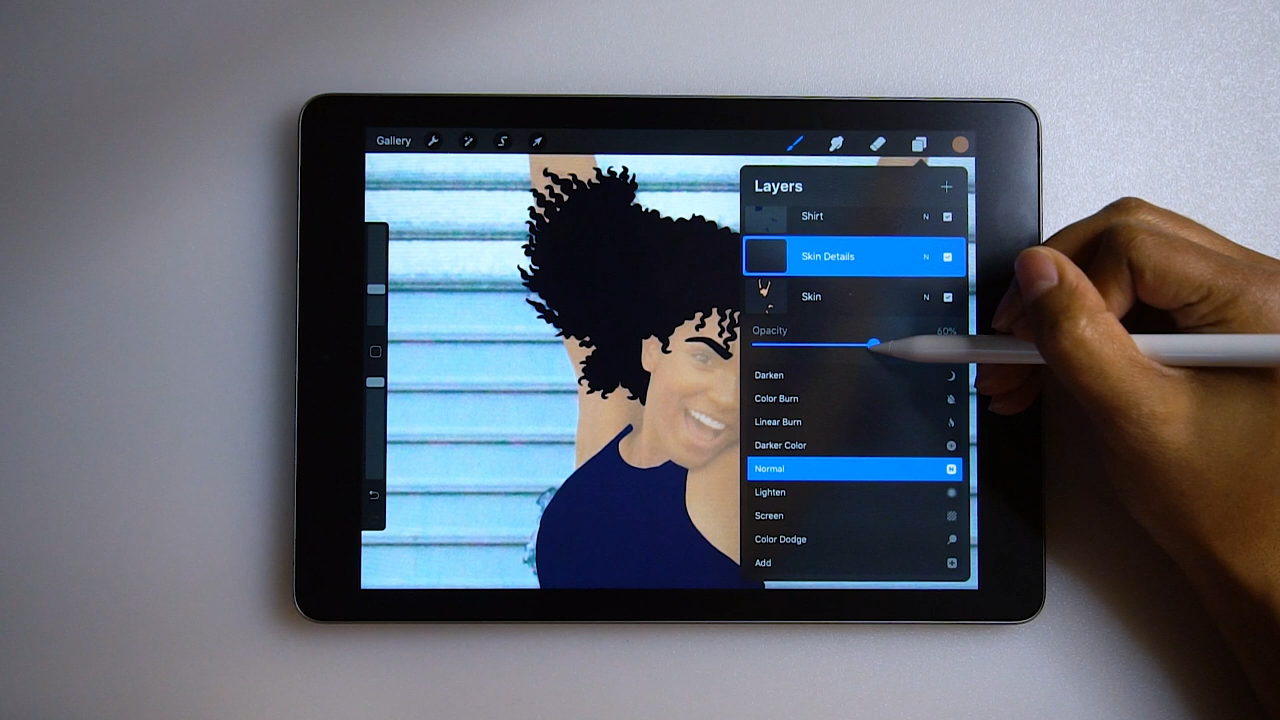 Gallery
Layers
Shirt N
Skin Details N
Skin N
Opacity 60%
Darken
Color Burn
Linear Burn
Darker Color
Normal N
Lighten
Screen
Color Dodge
Add